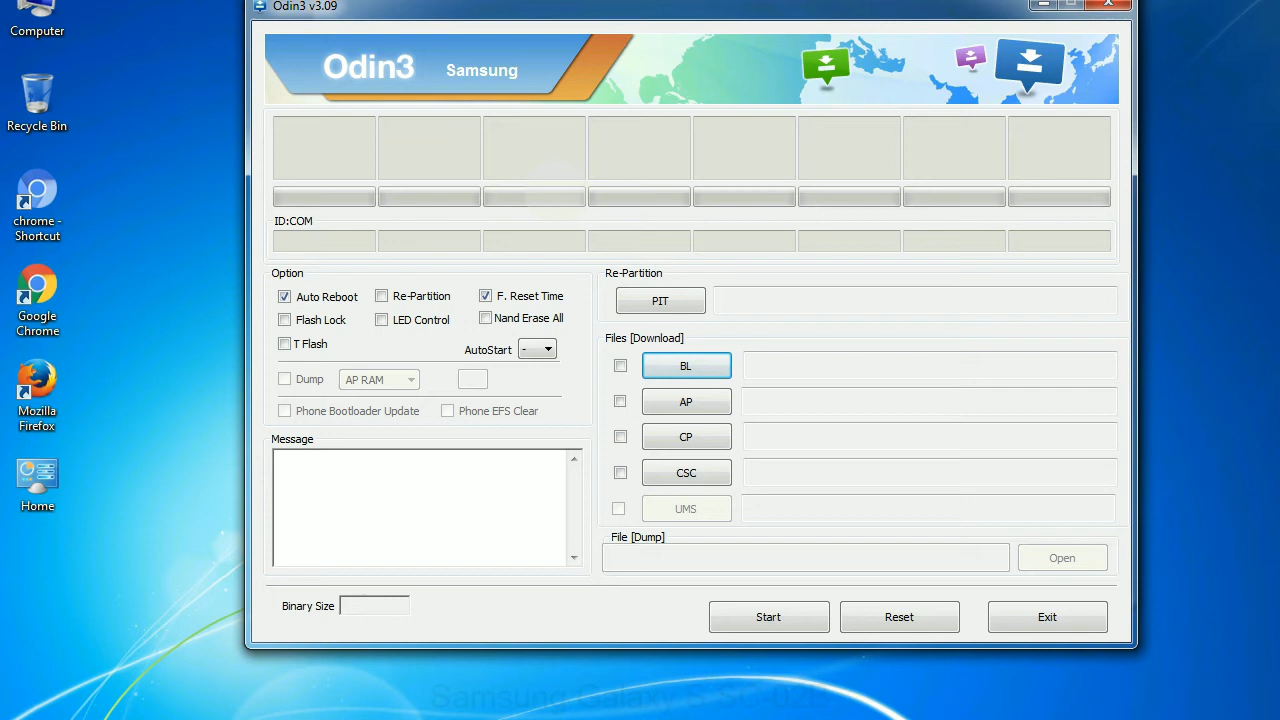 Odin3 v3.09
Computer
Recycle Bin
chrome -
Shortcut
Google
Chrome
Mozilla
Firefox
Home
Odin3 Samsung
ID:COM
Option
Auto Reboot Re-Partition F. Reset Time
Flash Lock LED Control Nand Erase All
T Flash
AutoStart -
Dump AP RAM
Phone Bootloader Update Phone EFS Clear
Message
Re-Partition
PIT
Files [Download]
BL
AP
CP
CSC
UMS
File [Dump]
Open
Binary Size
Start Reset Exit
Samsung Galaxy S SC-02B